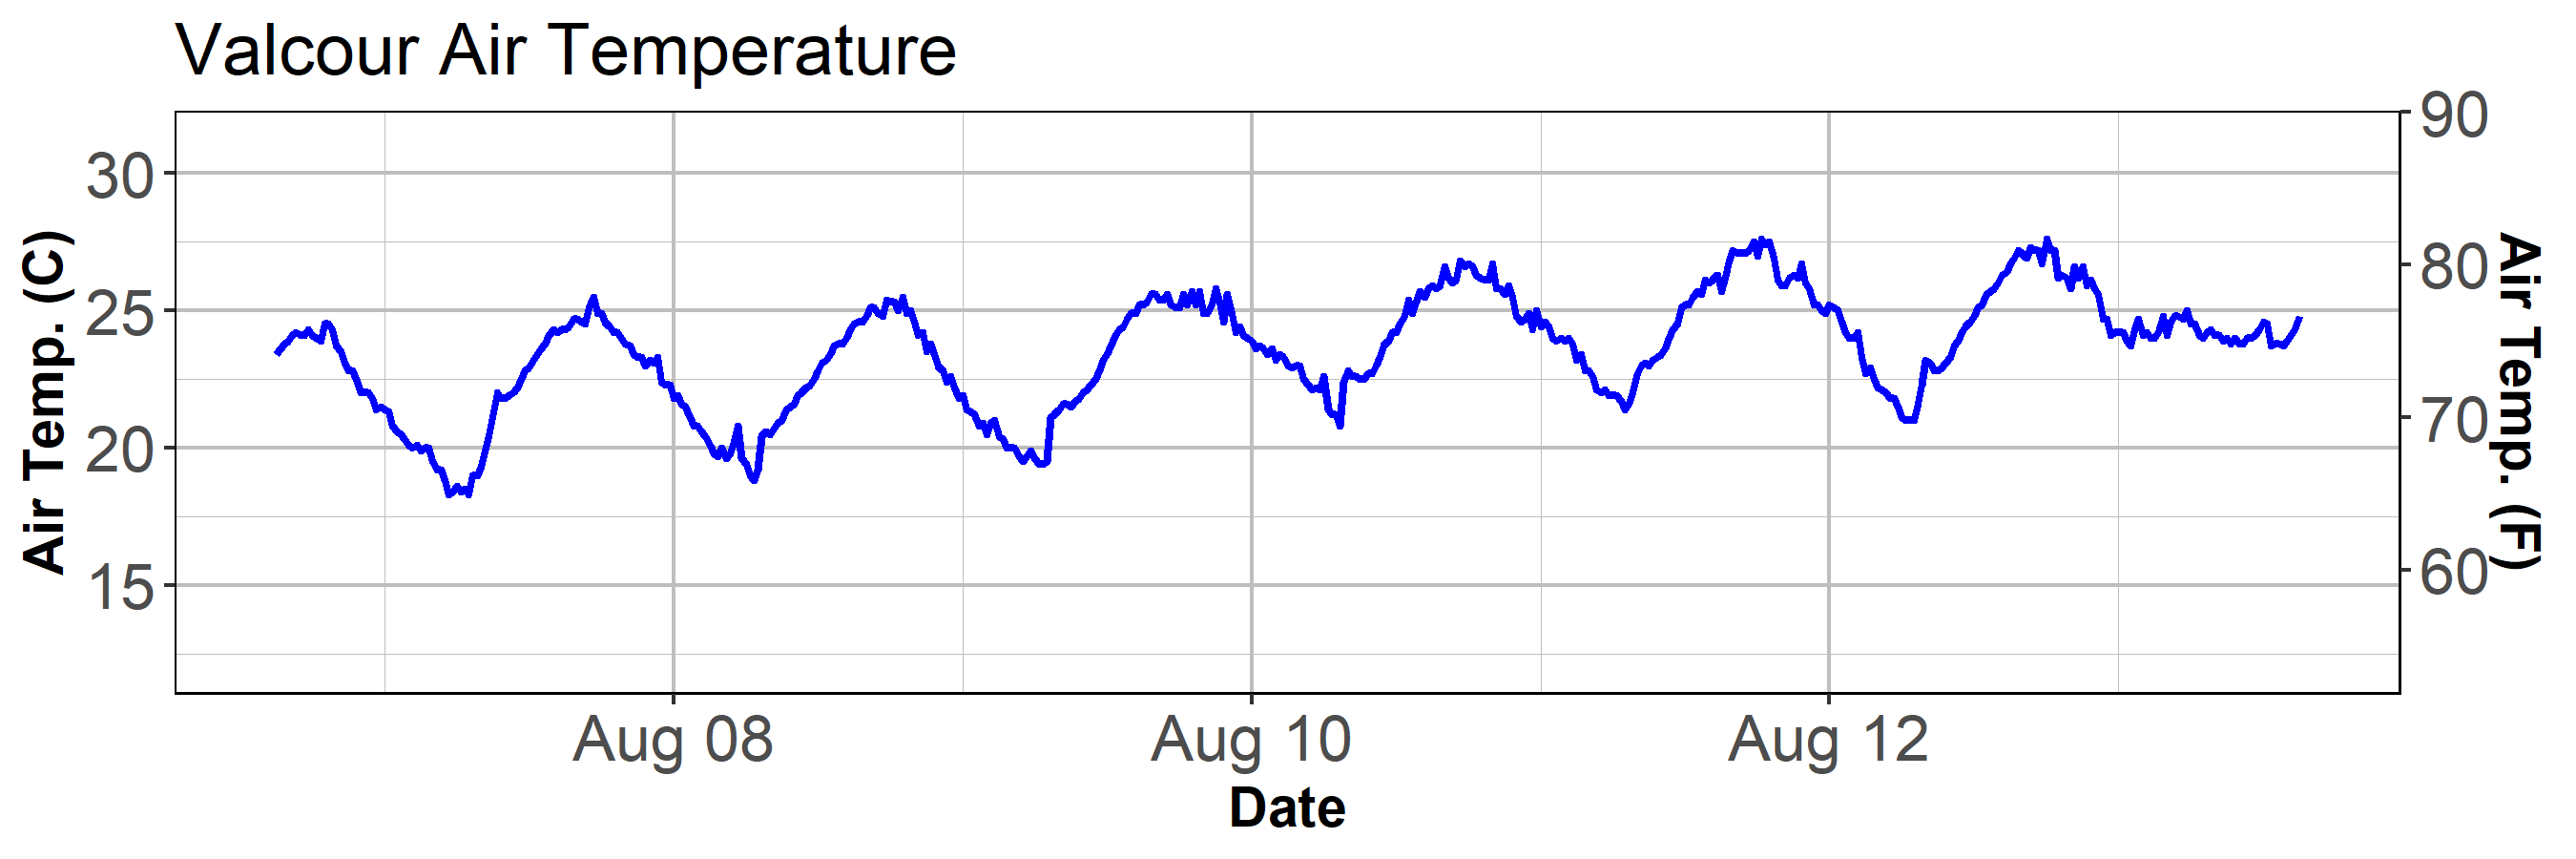 Valcour Air Temperature
Air Temp. (C)
30
25
20
15
90
80
70
60
Air Temp. (F)
Aug 08
Aug 10
Aug 12
Date